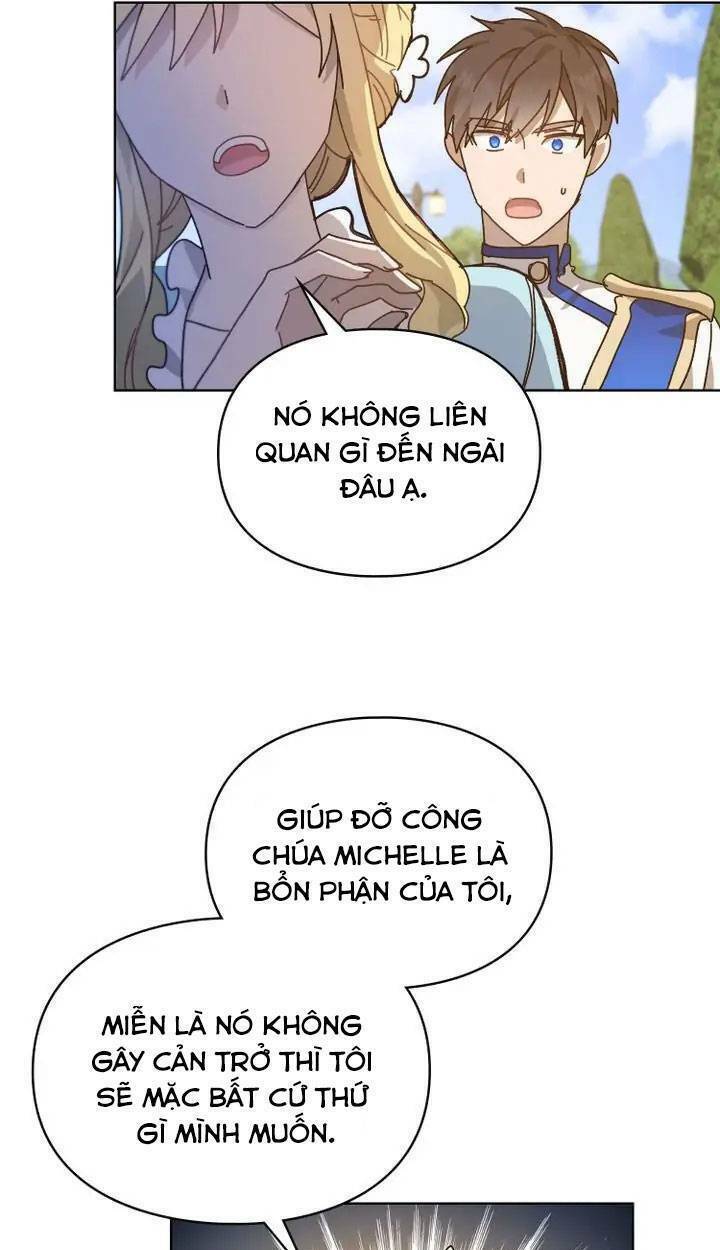 NÓ KHÔNG LIÊN
QUAN GÌ ĐẾN NGÀI
ĐÂU Ạ.
GIÚP ĐỠ CÔNG
CHÚA MICHELLE LÀ
BỔN PHẬN CỦA TÔI,
MIỄN LÀ NÓ KHÔNG
GÂY CẢN TRỞ THÌ TÔI
SẼ MẶC BẤT CỨ THỨ
GÌ MÌNH MUỐN.